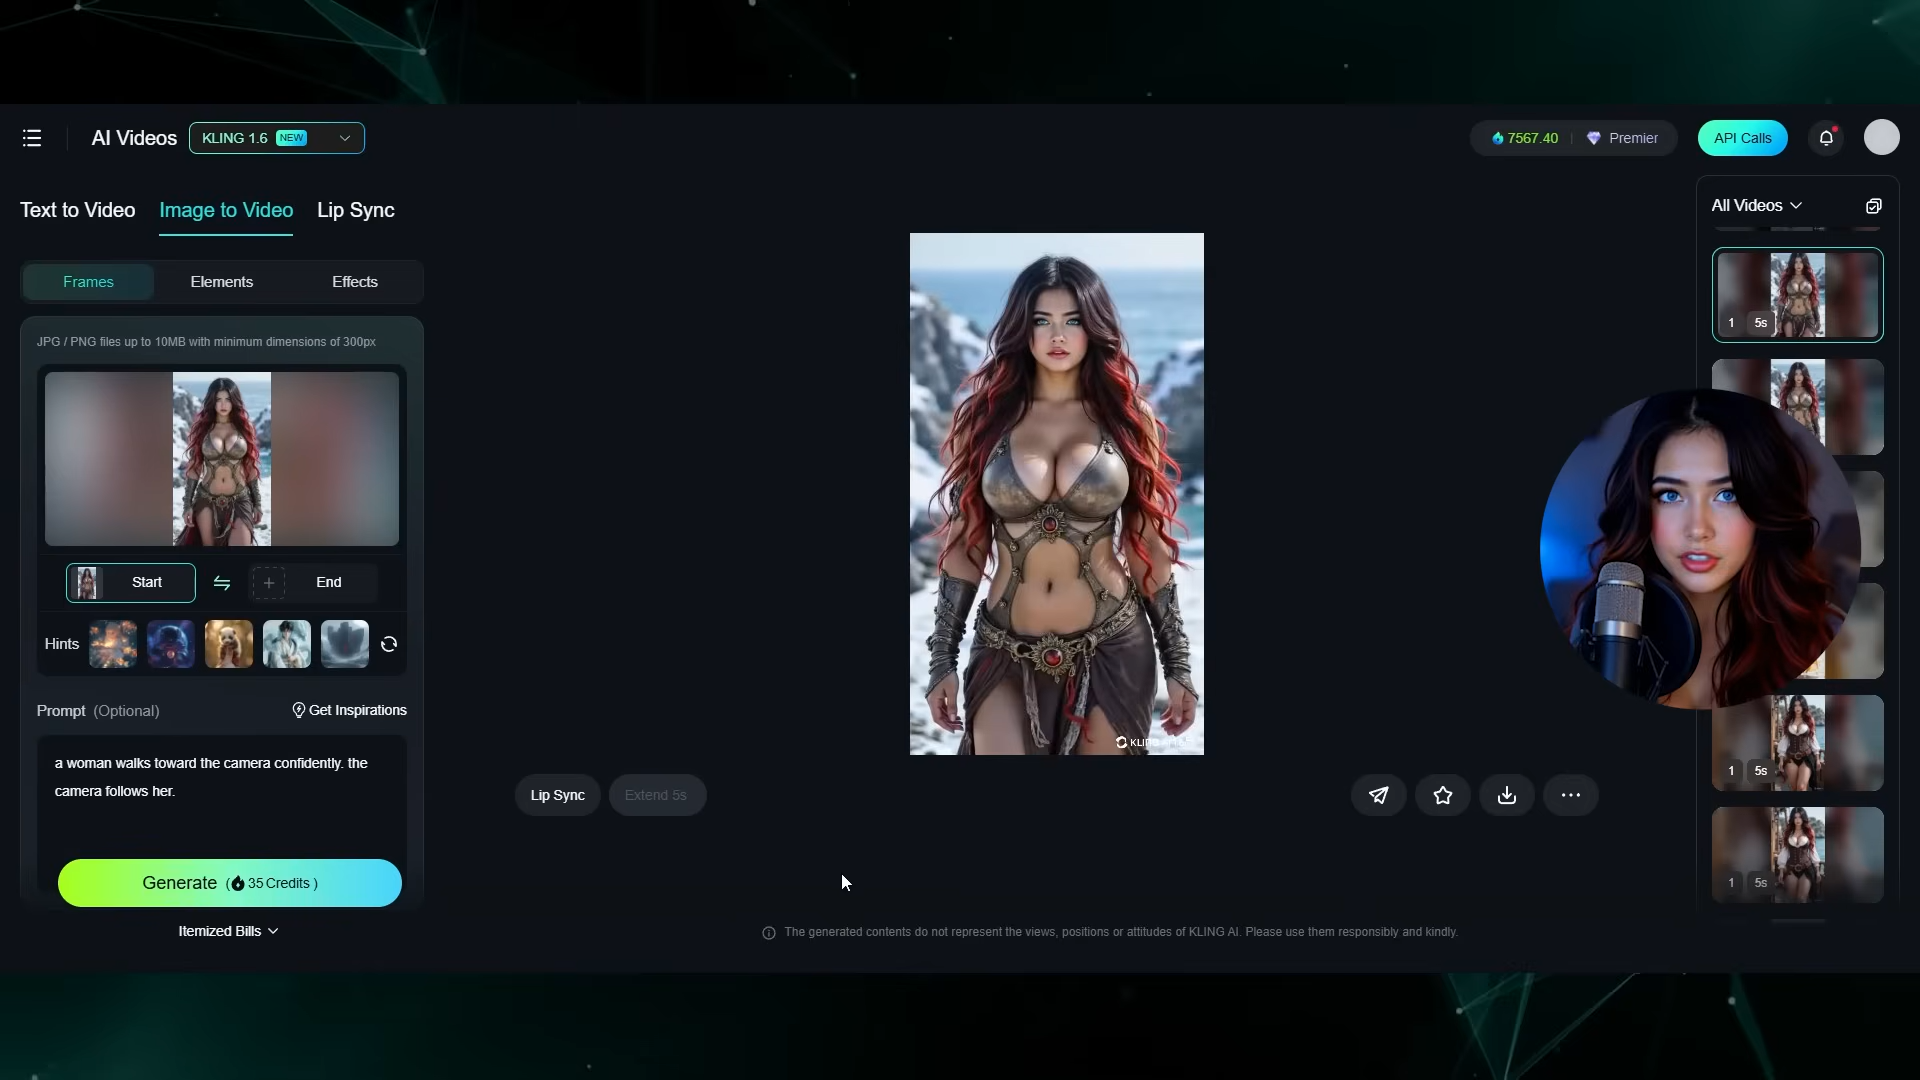 AI Videos
KLING 1.6 NEW
7567.40 | Premier
API Calls
Text to Video
Image to Video
Lip Sync
All Videos
Frames
Elements
Effects
JPG / PNG files up to 10MB with minimum dimensions of 300px
1 5s
Start
End
Hints
Prompt (Optional)
Get Inspirations
a woman walks toward the camera confidently. the
camera follows her.
KLING
1 5s
Lip Sync
Extend 5s
Generate ( 35 Credits )
1 5s
Itemized Bills
The generated contents do not represent the views, positions or attitudes of KLING AI. Please use them responsibly and kindly.